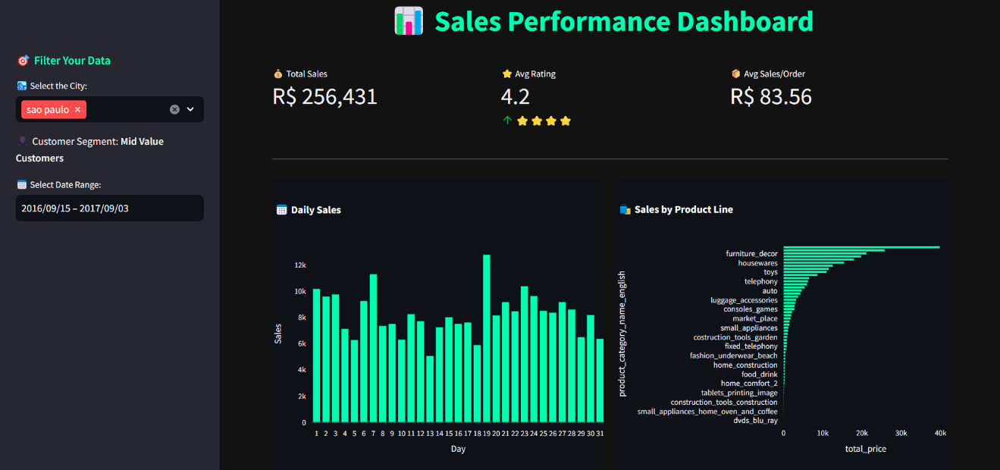 Sales Performance Dashboard
Filter Your Data
Select the City:
sao paulo ×
Customer Segment: Mid Value
Customers
Select Date Range:
2016/09/15 – 2017/09/03
Total Sales
R$ 256,431
Avg Rating
4.2
Avg Sales/Order
R$ 83.56
Daily Sales
Sales
12k
10k
8k
6k
4k
2k
0
1 2 3 4 5 6 7 8 9 10 11 12 13 14 15 16 17 18 19 20 21 22 23 24 25 26 27 28 29 30 31
Day
Sales by Product Line
product_category_name_english
furniture_decor
housewares
toys
telephony
auto
luggage_accessories
consoles_games
market_place
small_appliances
costruction_tools_garden
fixed_telephony
fashion_underwear_beach
home_construction
food_drink
home_comfort_2
tablets_printing_image
construction_tools_construction
small_appliances_home_oven_and_coffee
dvds_blu_ray
0 10k 20k 30k 40k
total_price